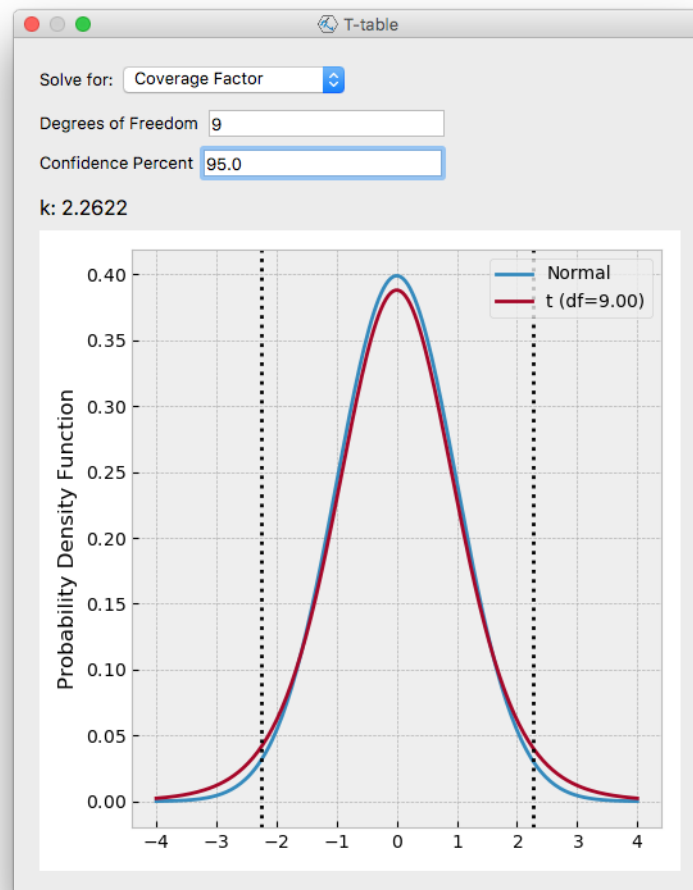 T-table
Solve for: Coverage Factor
Degrees of Freedom 9
Confidence Percent 95.0
k: 2.2622
Normal
t (df=9.00)
Probability Density Function
0.40
0.35
0.30
0.25
0.20
0.15
0.10
0.05
0.00
−4 −3 −2 −1 0 1 2 3 4